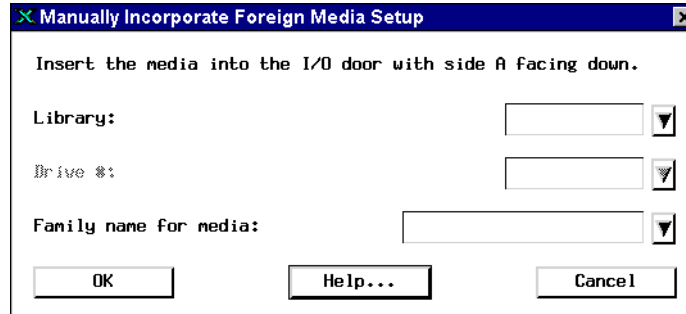 Manually Incorporate Foreign Media Setup
Insert the media into the I/O door with side A facing down.
Library:
Drive #:
Family name for media:
OK Help... Cancel